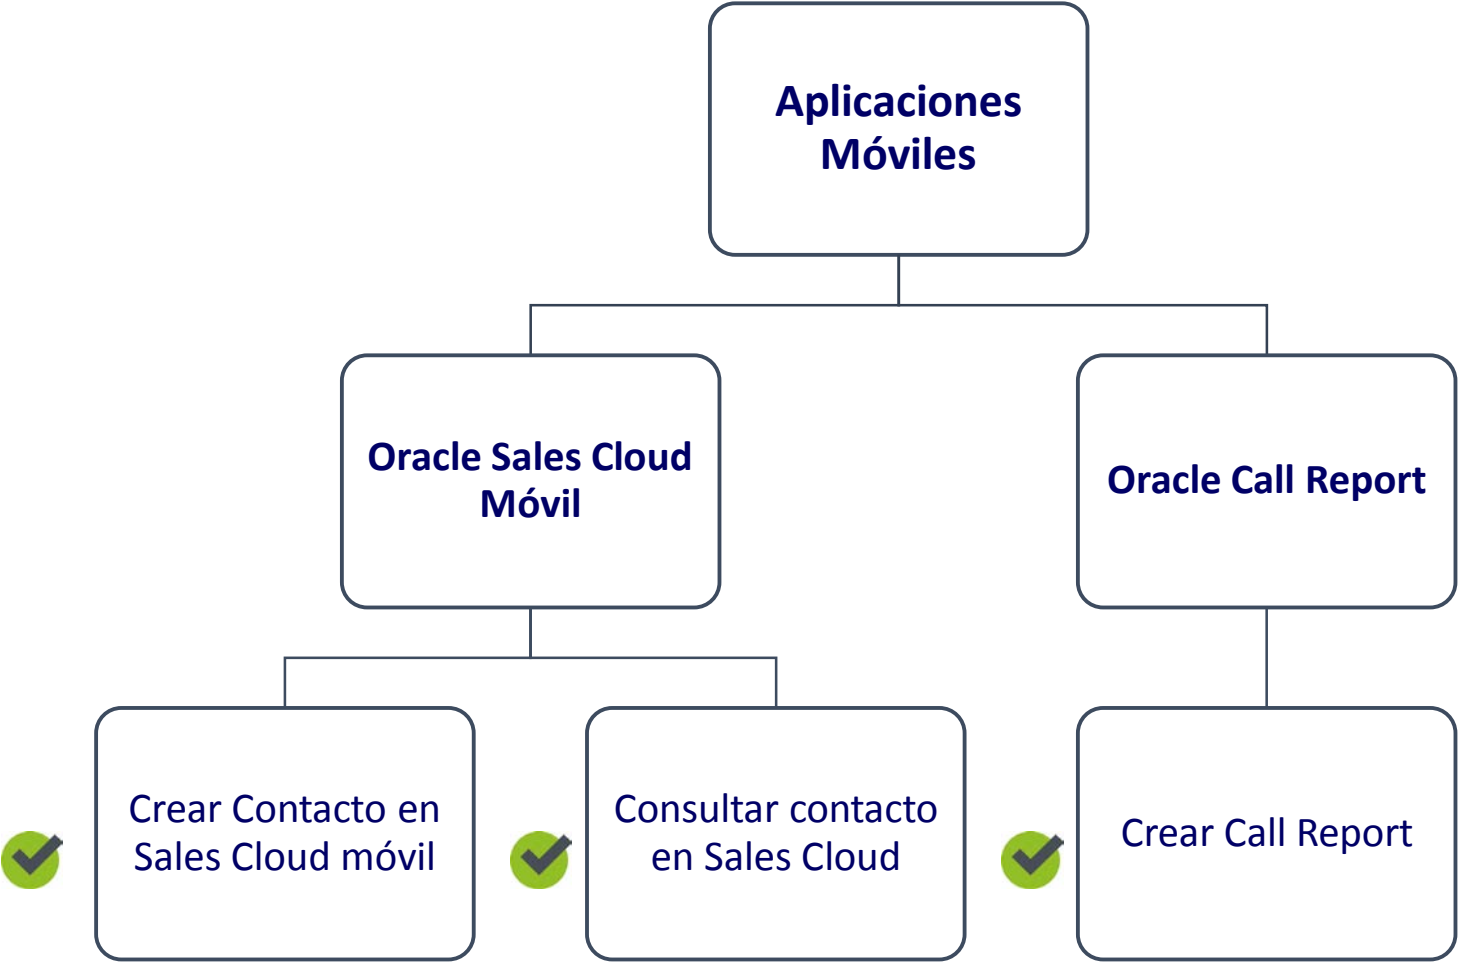 Aplicaciones
Móviles
Oracle Sales Cloud
Móvil
Oracle Call Report
Crear Contacto en
Sales Cloud móvil
Consultar contacto
en Sales Cloud
Crear Call Report